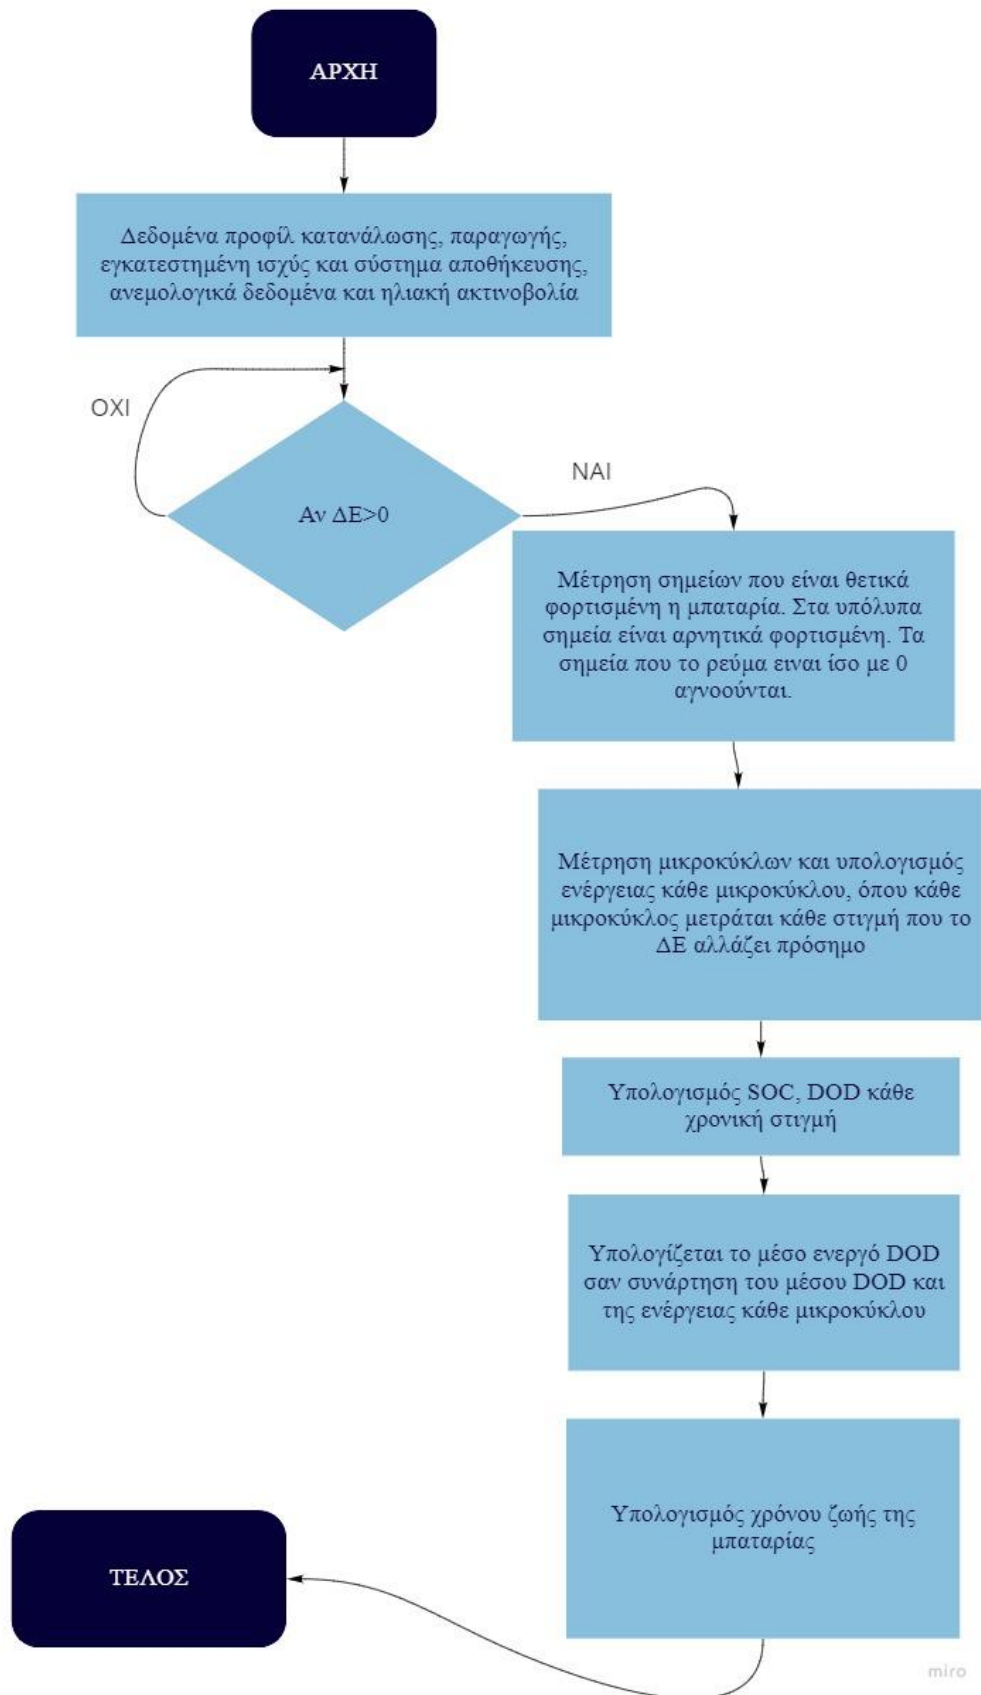 ΑΡΧΗ
Δεδομένα προφίλ κατανάλωσης, παραγωγής,
εγκατεστημένη ισχύς και σύστημα αποθήκευσης,
ανεμολογικά δεδομένα και ηλιακή ακτινοβολία
ΟΧΙ
ΝΑΙ
Αν ΔΕ>0
Μέτρηση σημείων που είναι θετικά
φορτισμένη η μπαταρία. Στα υπόλυπα
σημεία είναι αρνητικά φορτισμένη. Τα
σημεία που το ρεύμα ειναι ίσο με 0
αγνοούνται.
Μέτρηση μικροκύκλων και υπολογισμός
ενέργειας κάθε μικροκύκλου, όπου κάθε
μικροκύκλος μετράται κάθε στιγμή που το
ΔΕ αλλάζει πρόσημο
Υπολογισμός SOC, DOD κάθε
χρονική στιγμή
Υπολογίζεται το μέσο ενεργό DOD
σαν συνάρτηση του μέσου DOD και
της ενέργειας κάθε μικροκύκλου
Υπολογισμός χρόνου ζωής της
μπαταρίας
ΤΕΛΟΣ
miro